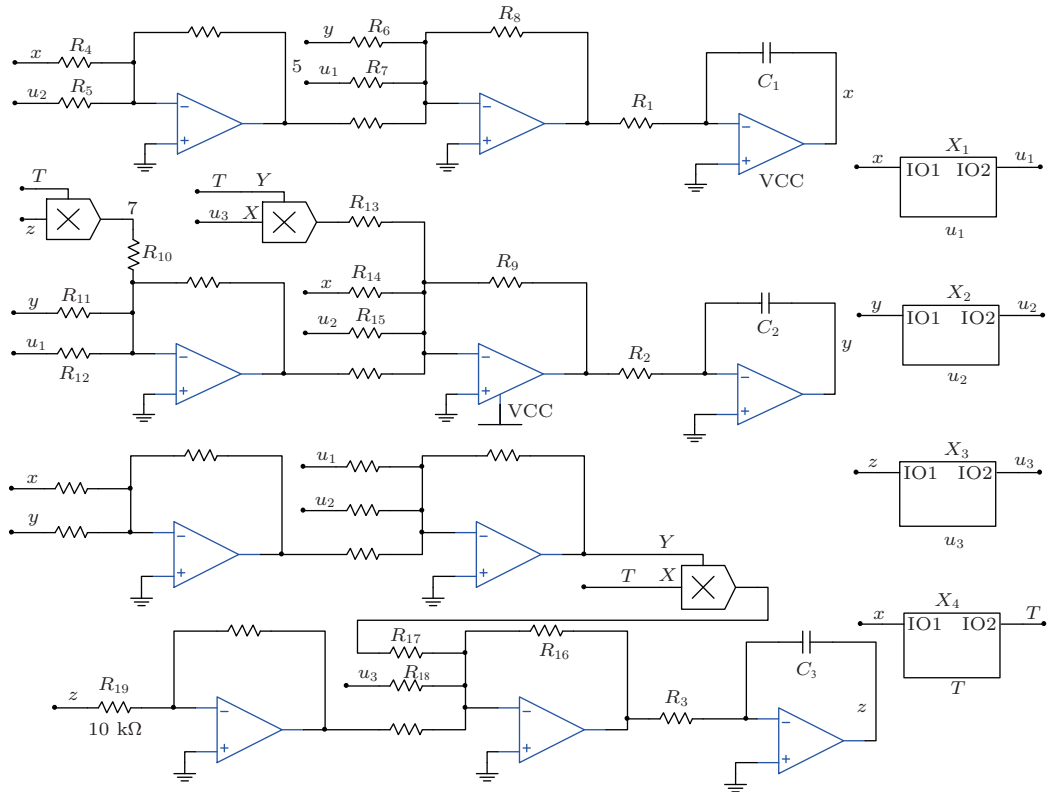 x R4 5 y R6 R8
u2 R5 u1 R7 R1 C1 x
VCC
x X1 IO1 IO2 u1
u1
T z 7 R10
T Y u3 X R13
y R11 x R14 R9
u1 R12 u2 R15 R2 C2 y
VCC
y X2 IO1 IO2 u2
u2
x u1
y u2
Y
T X
z X3 IO1 IO2 u3
u3
R17 R16
u3 R18
z R19 10 kΩ R3 C3 z
x X4 IO1 IO2 T
T